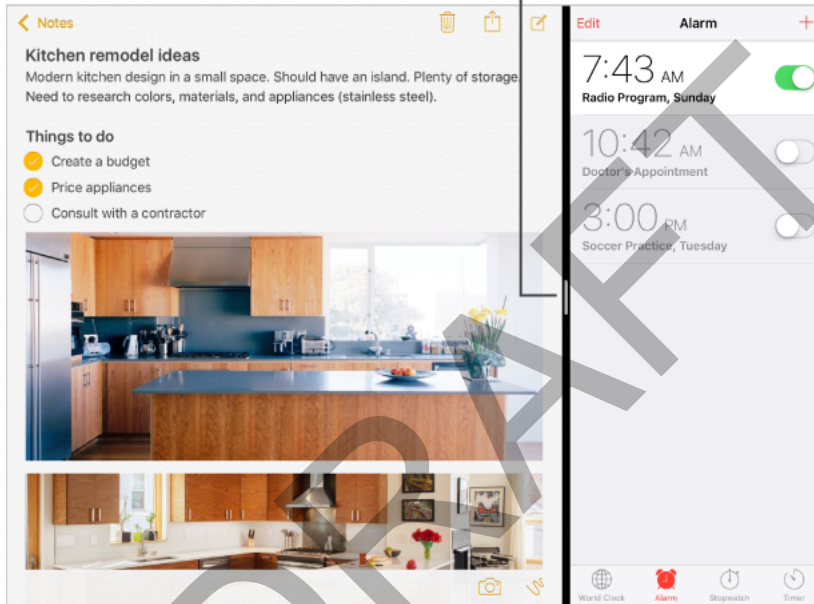 Notes
Kitchen remodel ideas
Modern kitchen design in a small space. Should have an island. Plenty of storage.
Need to research colors, materials, and appliances (stainless steel).
Things to do
Create a budget
Price appliances
Consult with a contractor
Edit
Alarm
7:43 AM
Radio Program, Sunday
10:42 AM
Doctor's Appointment
3:00 PM
Soccer Practice, Tuesday
World Clock
Alarm
Stopwatch
Timer
DRAFT